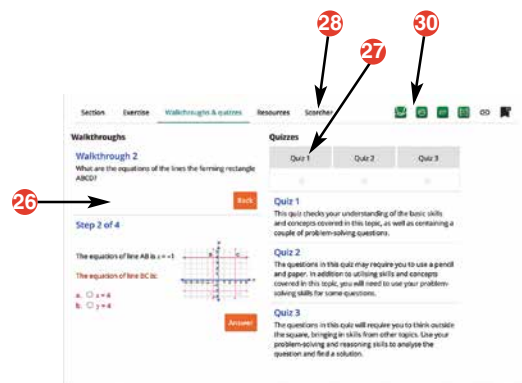 28
30
27
Section Exercise Walkthroughs & quizzes Resources Scorcher
Walkthroughs
Quizzes
Walkthrough 2
What are the equations of the lines the forming rectangle
ABCD?
Quiz 1 Quiz 2 Quiz 3
26
Back
Quiz 1
This quiz checks your understanding of the basic skills
and concepts covered in this topic, as well as containing a
couple of problem-solving questions.
Step 2 of 4
Quiz 2
The questions in this quiz may require you to use a pencil
and paper. In addition to utilising skills and concepts
covered in this topic, you will need to use your problem-
solving skills for some questions.
The equation of line AB is x = −1
The equation of line BC is:
a. x = 4
b. y = 4
Answer
Quiz 3
The questions in this quiz will require you to think outside
the square, bringing in skills from other topics. Use your
problem-solving and reasoning skills to analyse the
question and find a solution.